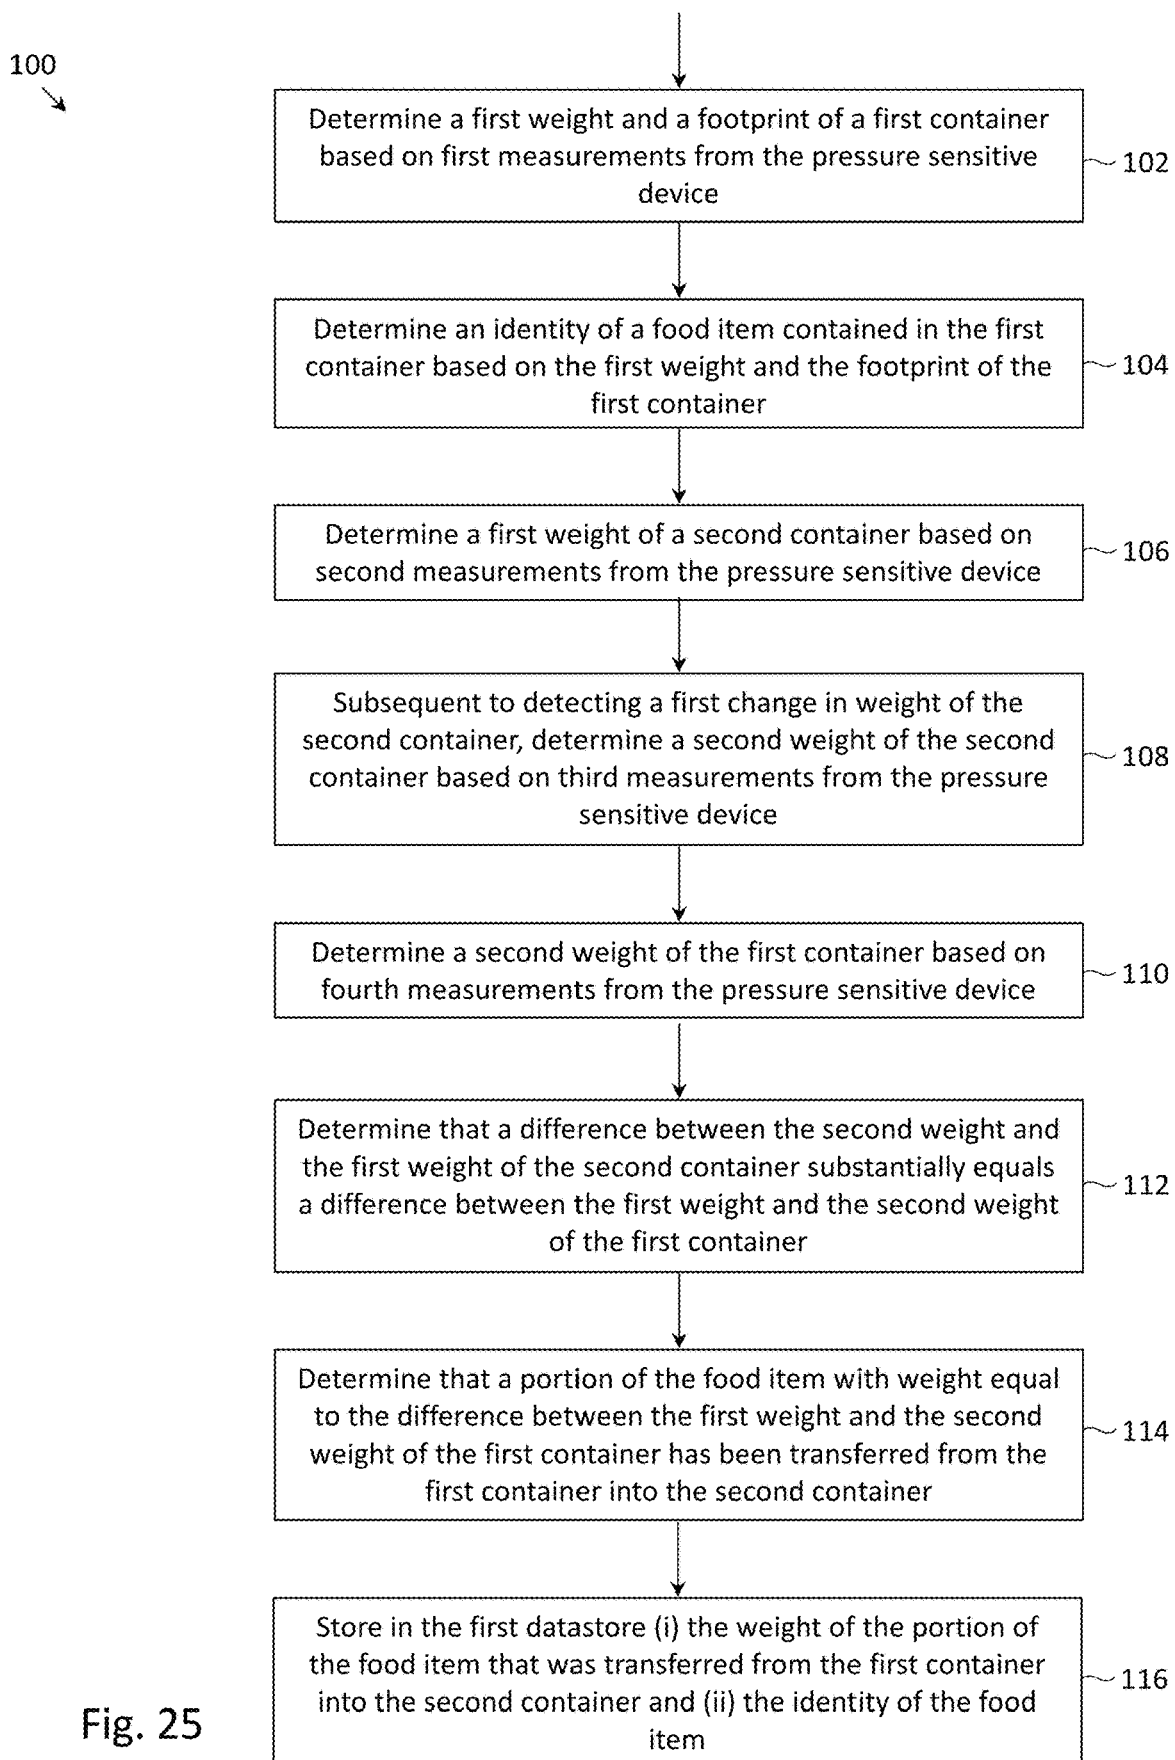 100
Determine a first weight and a footprint of a first container
based on first measurements from the pressure sensitive
device
102
Determine an identity of a food item contained in the first
container based on the first weight and the footprint of the
first container
104
Determine a first weight of a second container based on
second measurements from the pressure sensitive device
106
Subsequent to detecting a first change in weight of the
second container, determine a second weight of the second
container based on third measurements from the pressure
sensitive device
108
Determine a second weight of the first container based on
fourth measurements from the pressure sensitive device
110
Determine that a difference between the second weight and
the first weight of the second container substantially equals
a difference between the first weight and the second weight
of the first container
112
Determine that a portion of the food item with weight equal
to the difference between the first weight and the second
weight of the first container has been transferred from the
first container into the second container
114
Store in the first datastore (i) the weight of the portion of
the food item that was transferred from the first container
into the second container and (ii) the identity of the food
item
116
Fig. 25